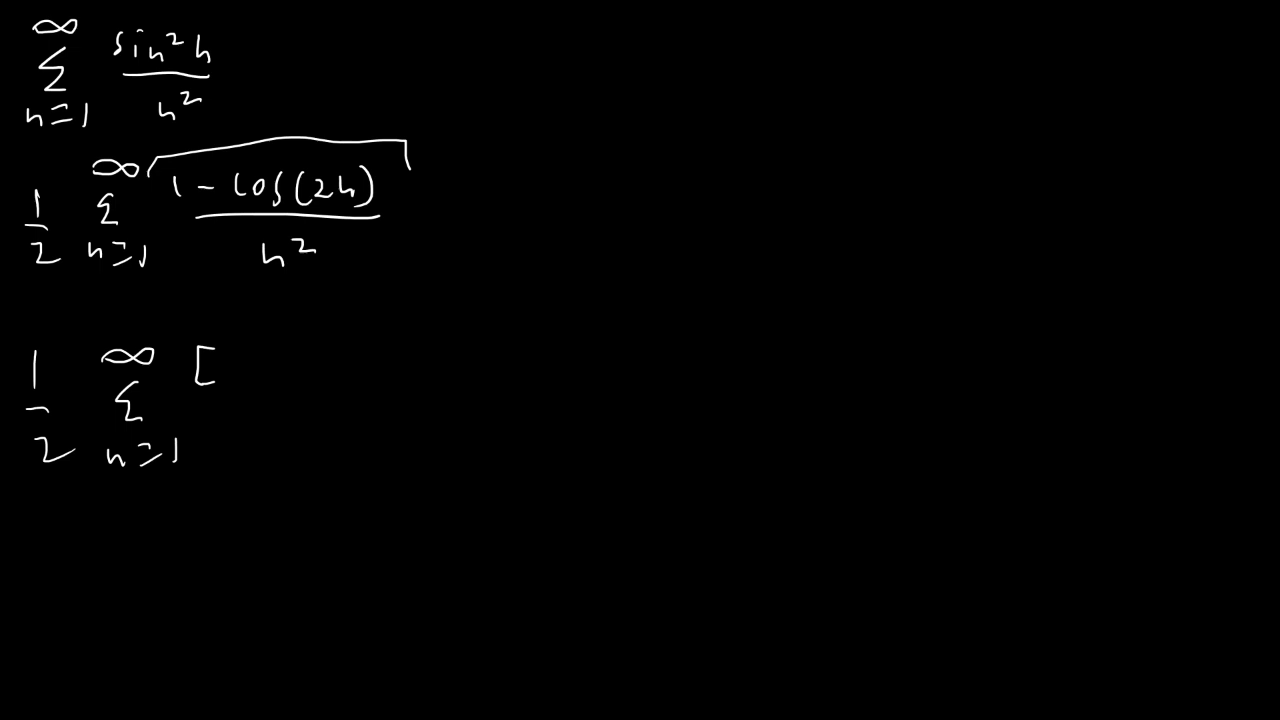 ∞
Σ sin²n / n²
n=1
1/2 ∞ Σ n=1 1 - cos(2n) / n²
1/2 ∞ Σ n=1 [